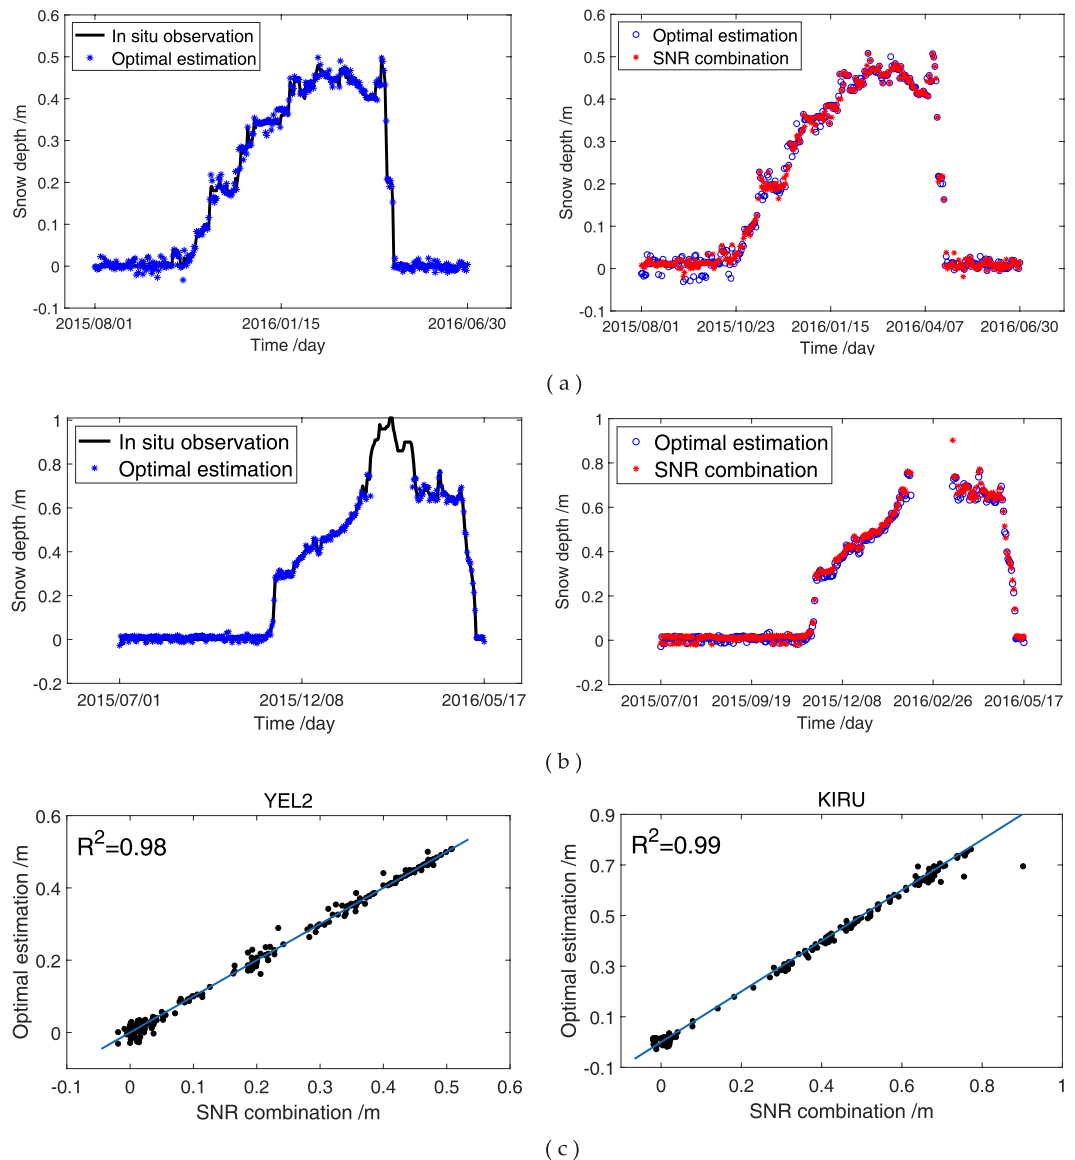 In situ observation
Optimal estimation
0.6
0.5
0.4
0.3
0.2
0.1
0
-0.1
Snow depth /m
2015/08/01
2016/01/15
2016/06/30
Time /day
Optimal estimation
SNR combination
0.6
0.5
0.4
0.3
0.2
0.1
0
-0.1
Snow depth /m
2015/08/01
2015/10/23
2016/01/15
2016/04/07
2016/06/30
Time /day
( a )
In situ observation
Optimal estimation
1
0.8
0.6
0.4
0.2
0
-0.2
Snow depth /m
2015/07/01
2015/12/08
2016/05/17
Time /day
Optimal estimation
SNR combination
1
0.8
0.6
0.4
0.2
0
-0.2
Snow depth /m
2015/07/01
2015/09/19
2015/12/08
2016/02/26
2016/05/17
Time /day
( b )
YEL2
R²=0.98
0.6
0.4
0.2
0
-0.1
Optimal estimation /m
-0.1
0
0.1
0.2
0.3
0.4
0.5
0.6
SNR combination /m
KIRU
R²=0.99
0.9
0.7
0.5
0.3
0.1
-0.1
Optimal estimation /m
0
0.2
0.4
0.6
0.8
1
SNR combination /m
( c )